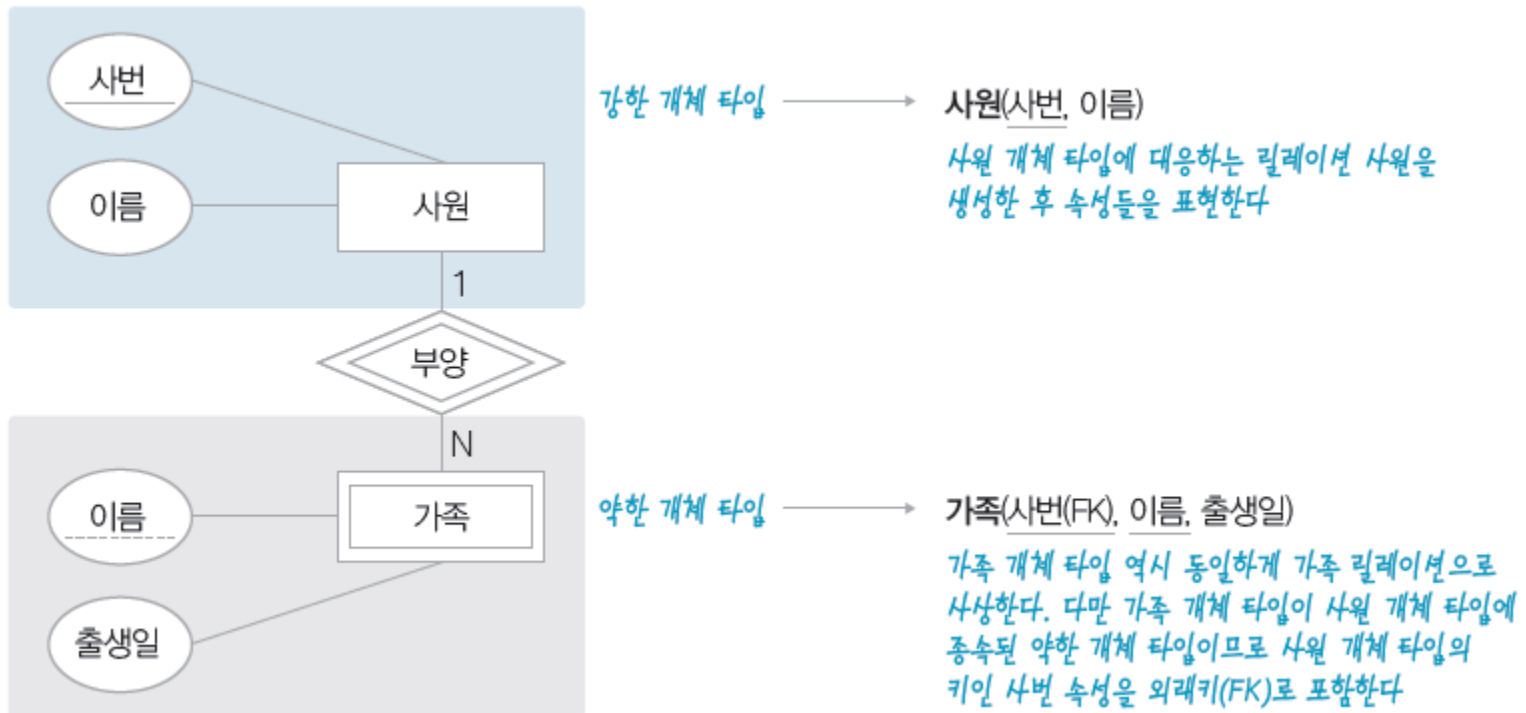 사번
강한 개체 타입
사원(사번, 이름)
사원 개체 타입에 대응하는 릴레이션 사원을
생성한 후 속성들을 표현한다
이름
사원
1
부양
N
이름
가족
약한 개체 타입
가족(사번(FK), 이름, 출생일)
가족 개체 타입 역시 동일하게 가족 릴레이션으로
사상한다. 다만 가족 개체 타입이 사원 개체 타입에
종속된 약한 개체 타입이므로 사원 개체 타입의
키인 사번 속성을 외래키(FK)로 포함한다
출생일